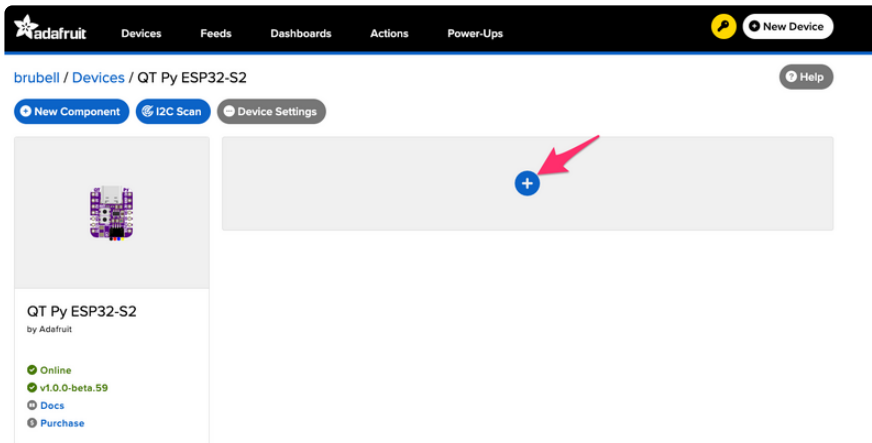 adafruit Devices Feeds Dashboards Actions Power-Ups New Device
brubell / Devices / QT Py ESP32-S2 Help
New Component I2C Scan Device Settings
QT Py ESP32-S2
by Adafruit
Online
v1.0.0-beta.59
Docs
Purchase